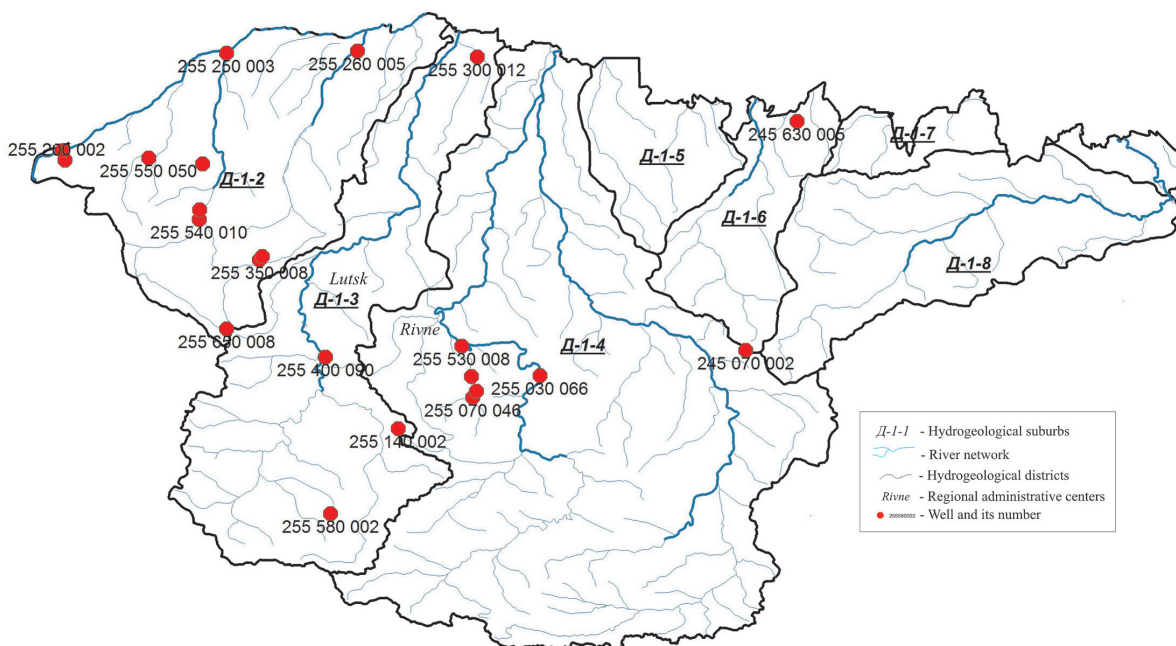 255 250 003
255 260 005
255 300 012
245 630 005
Д-1-7
255 200 002
255 550 050
Д-1-2
Д-1-5
Д-1-6
255 540 010
255 350 008
Lutsk
Д-1-3
Д-1-8
255 650 008
Rivne
255 530 008
Д-1-4
255 400 090
245 070 002
255 030 066
255 070 046
255 140 002
255 580 002
Д-1-1 - Hydrogeological suburbs
- River network
- Hydrogeological districts
Rivne - Regional administrative centers
255580002 - Well and its number